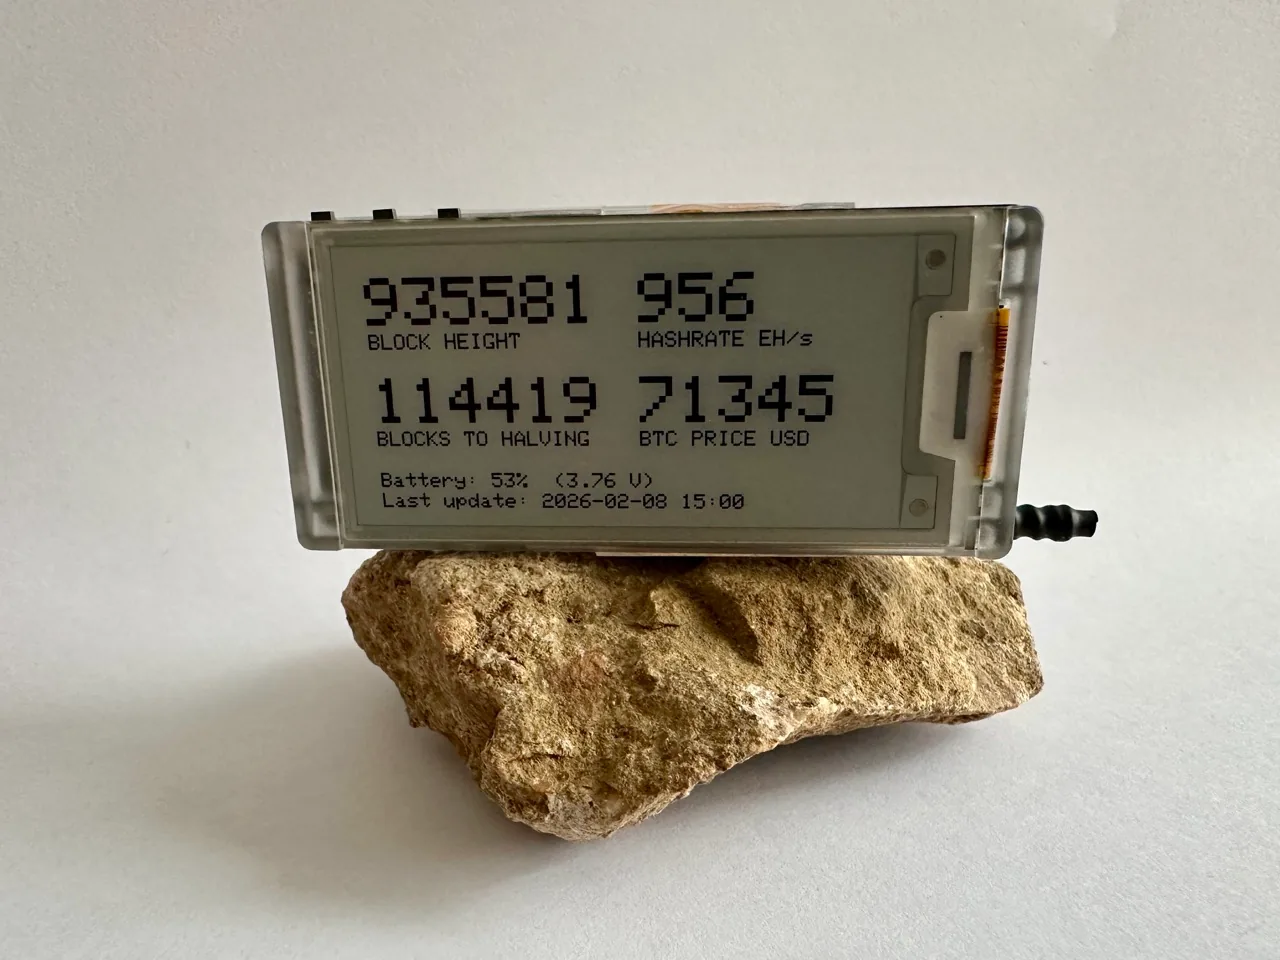 935581 956
BLOCK HEIGHT HASHRATE EH/s
114419 71345
BLOCKS TO HALVING BTC PRICE USD
Battery: 53% (3.76 V)
Last update: 2026-02-08 15:00